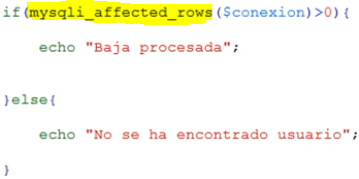 if(mysqli_affected_rows($conexion)>0){
echo "Baja procesada";
}else{
echo "No se ha encontrado usuario";
}